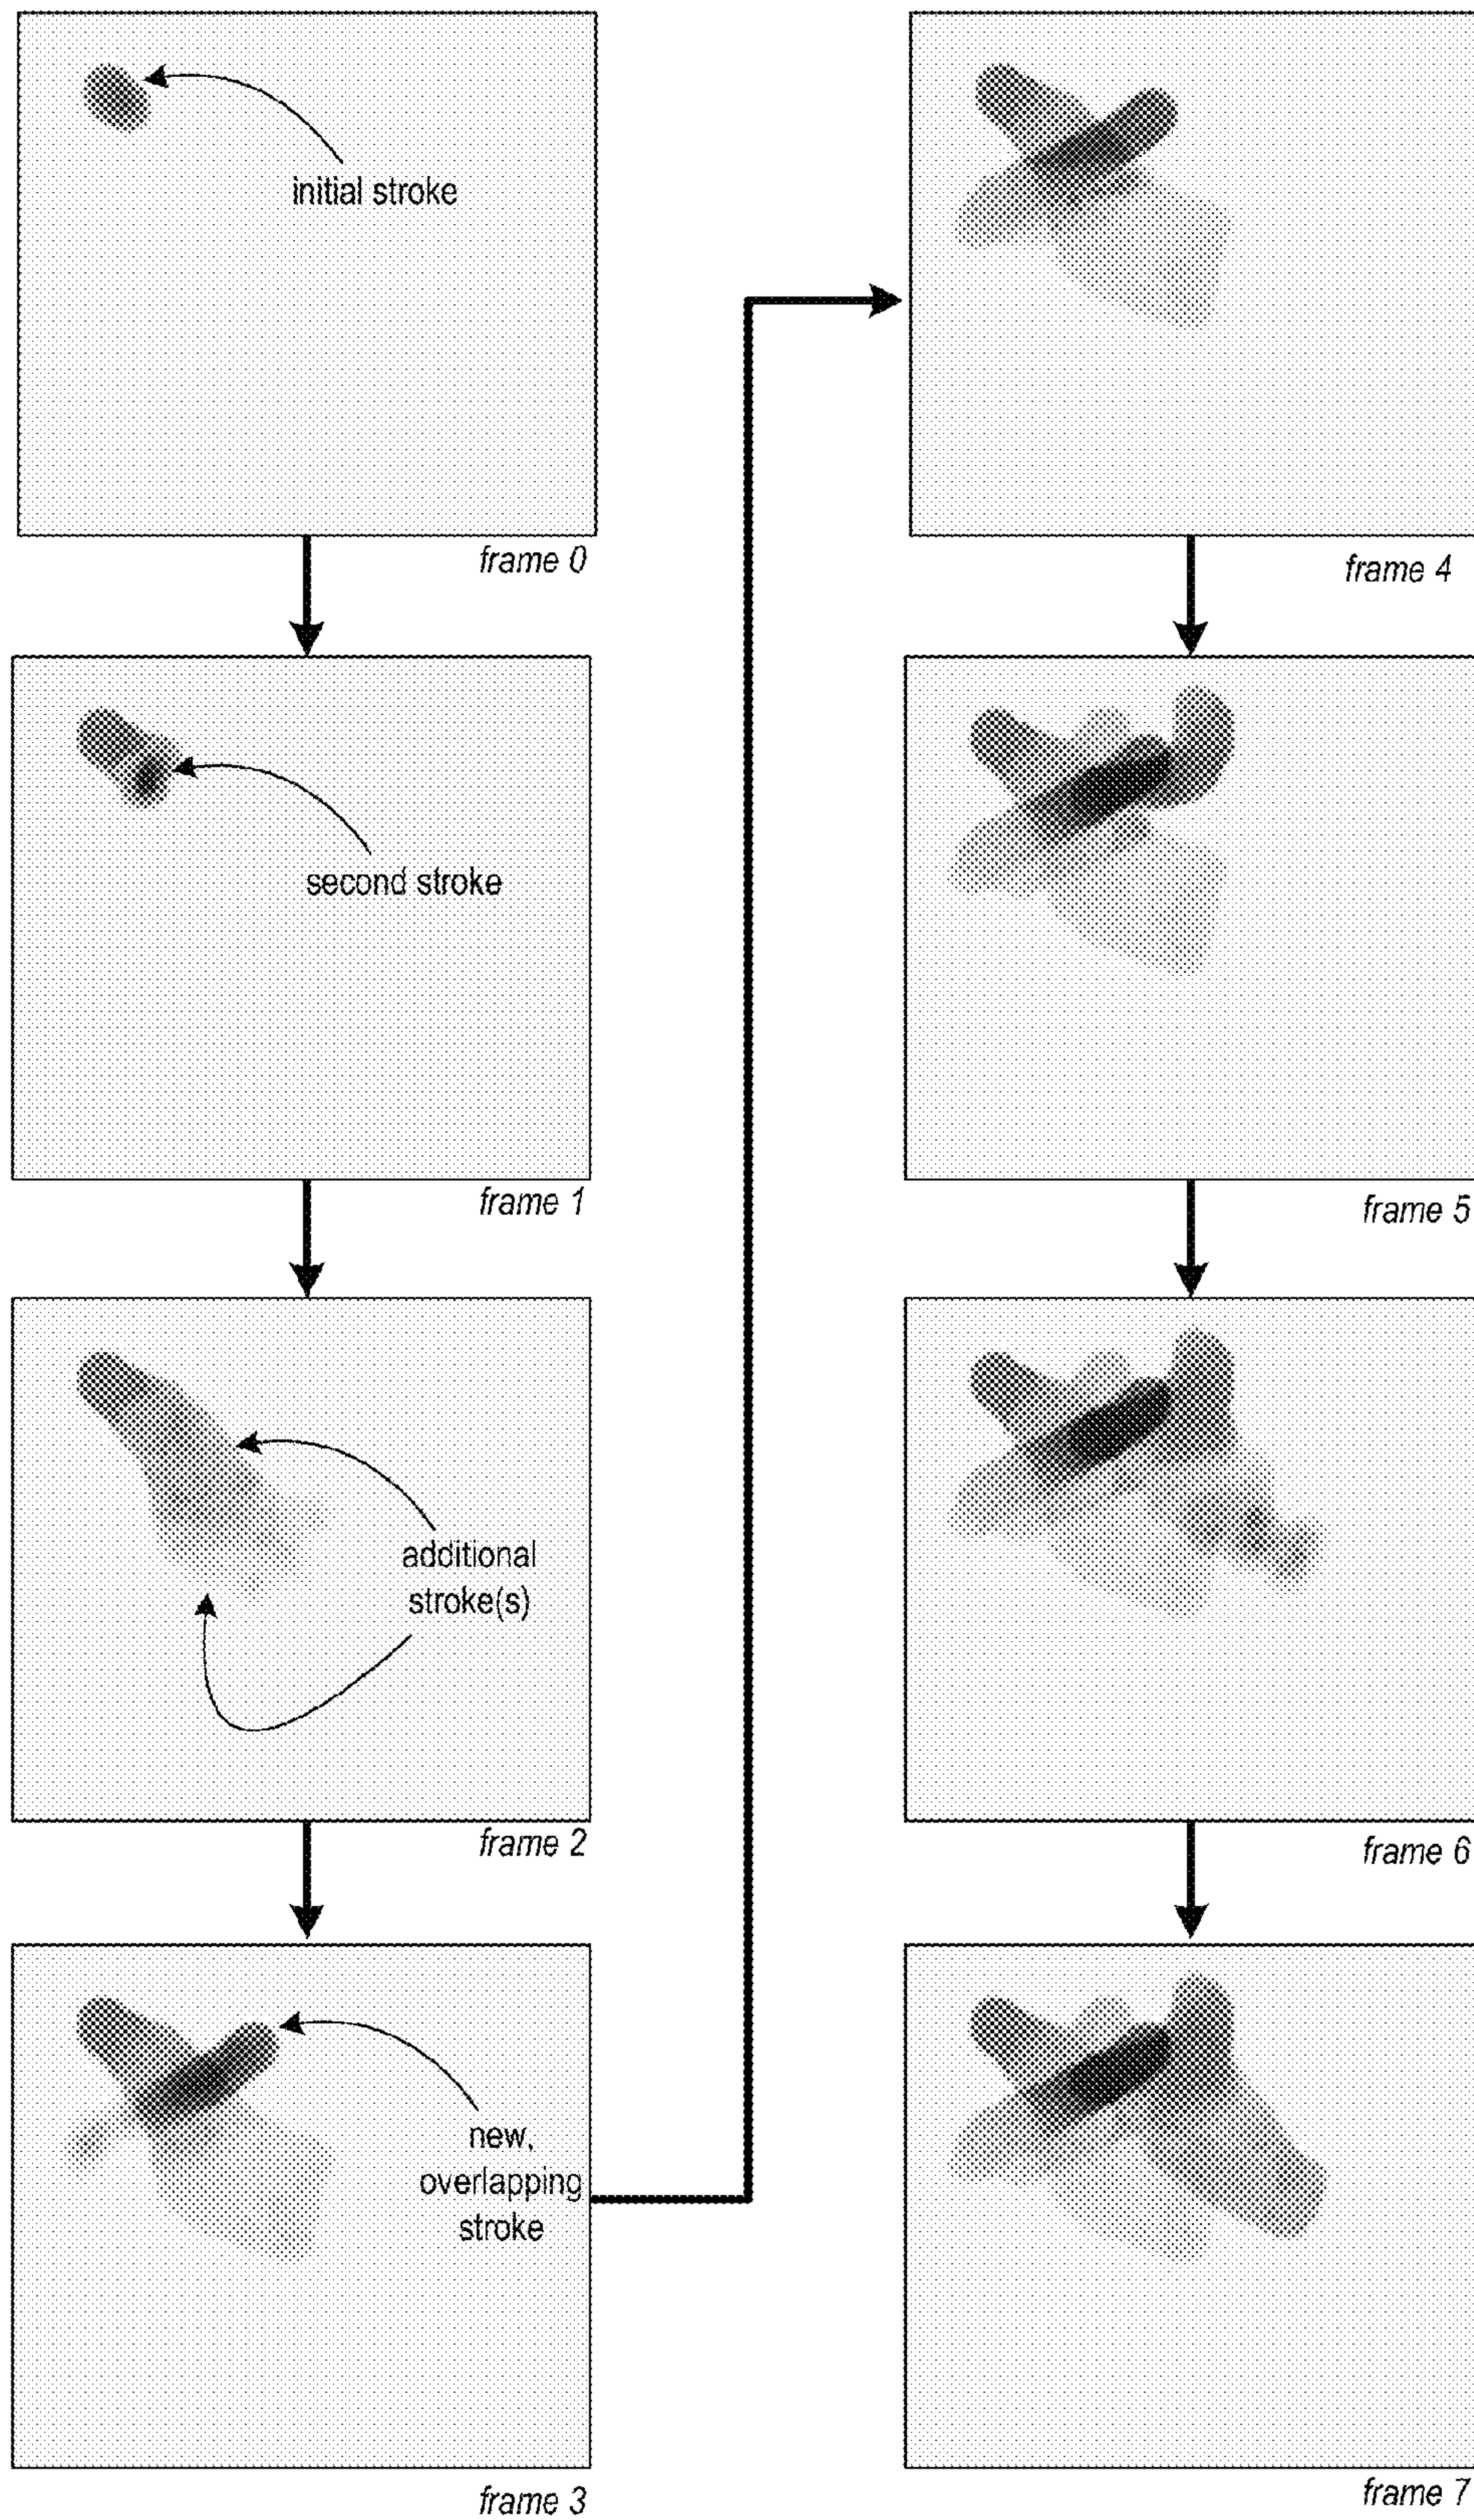 initial stroke
frame 0
second stroke
frame 1
additional
stroke(s)
frame 2
new,
overlapping
stroke
frame 3
frame 4
frame 5
frame 6
frame 7